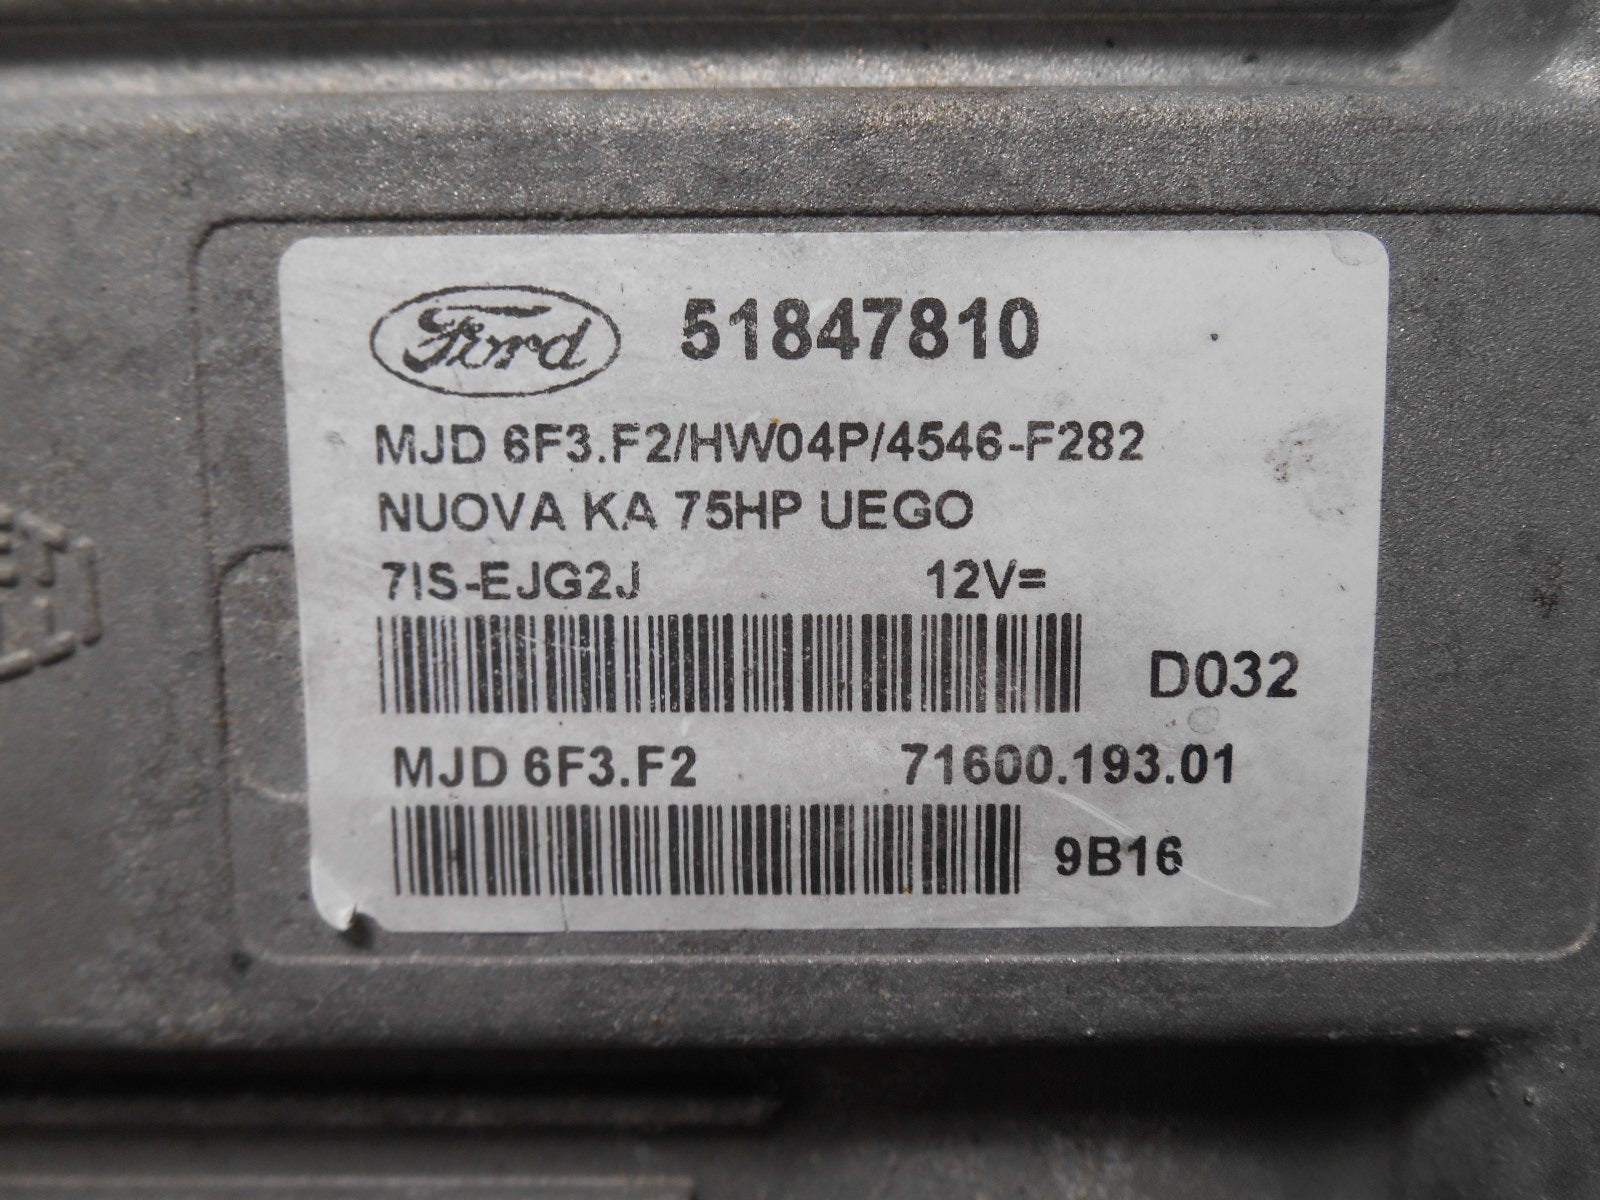 Ford 51847810
MJD 6F3.F2/HW04P/4546-F282
NUOVA KA 75HP UEGO
7IS-EJG2J 12V=
D032
MJD 6F3.F2 71600.193.01
9B16